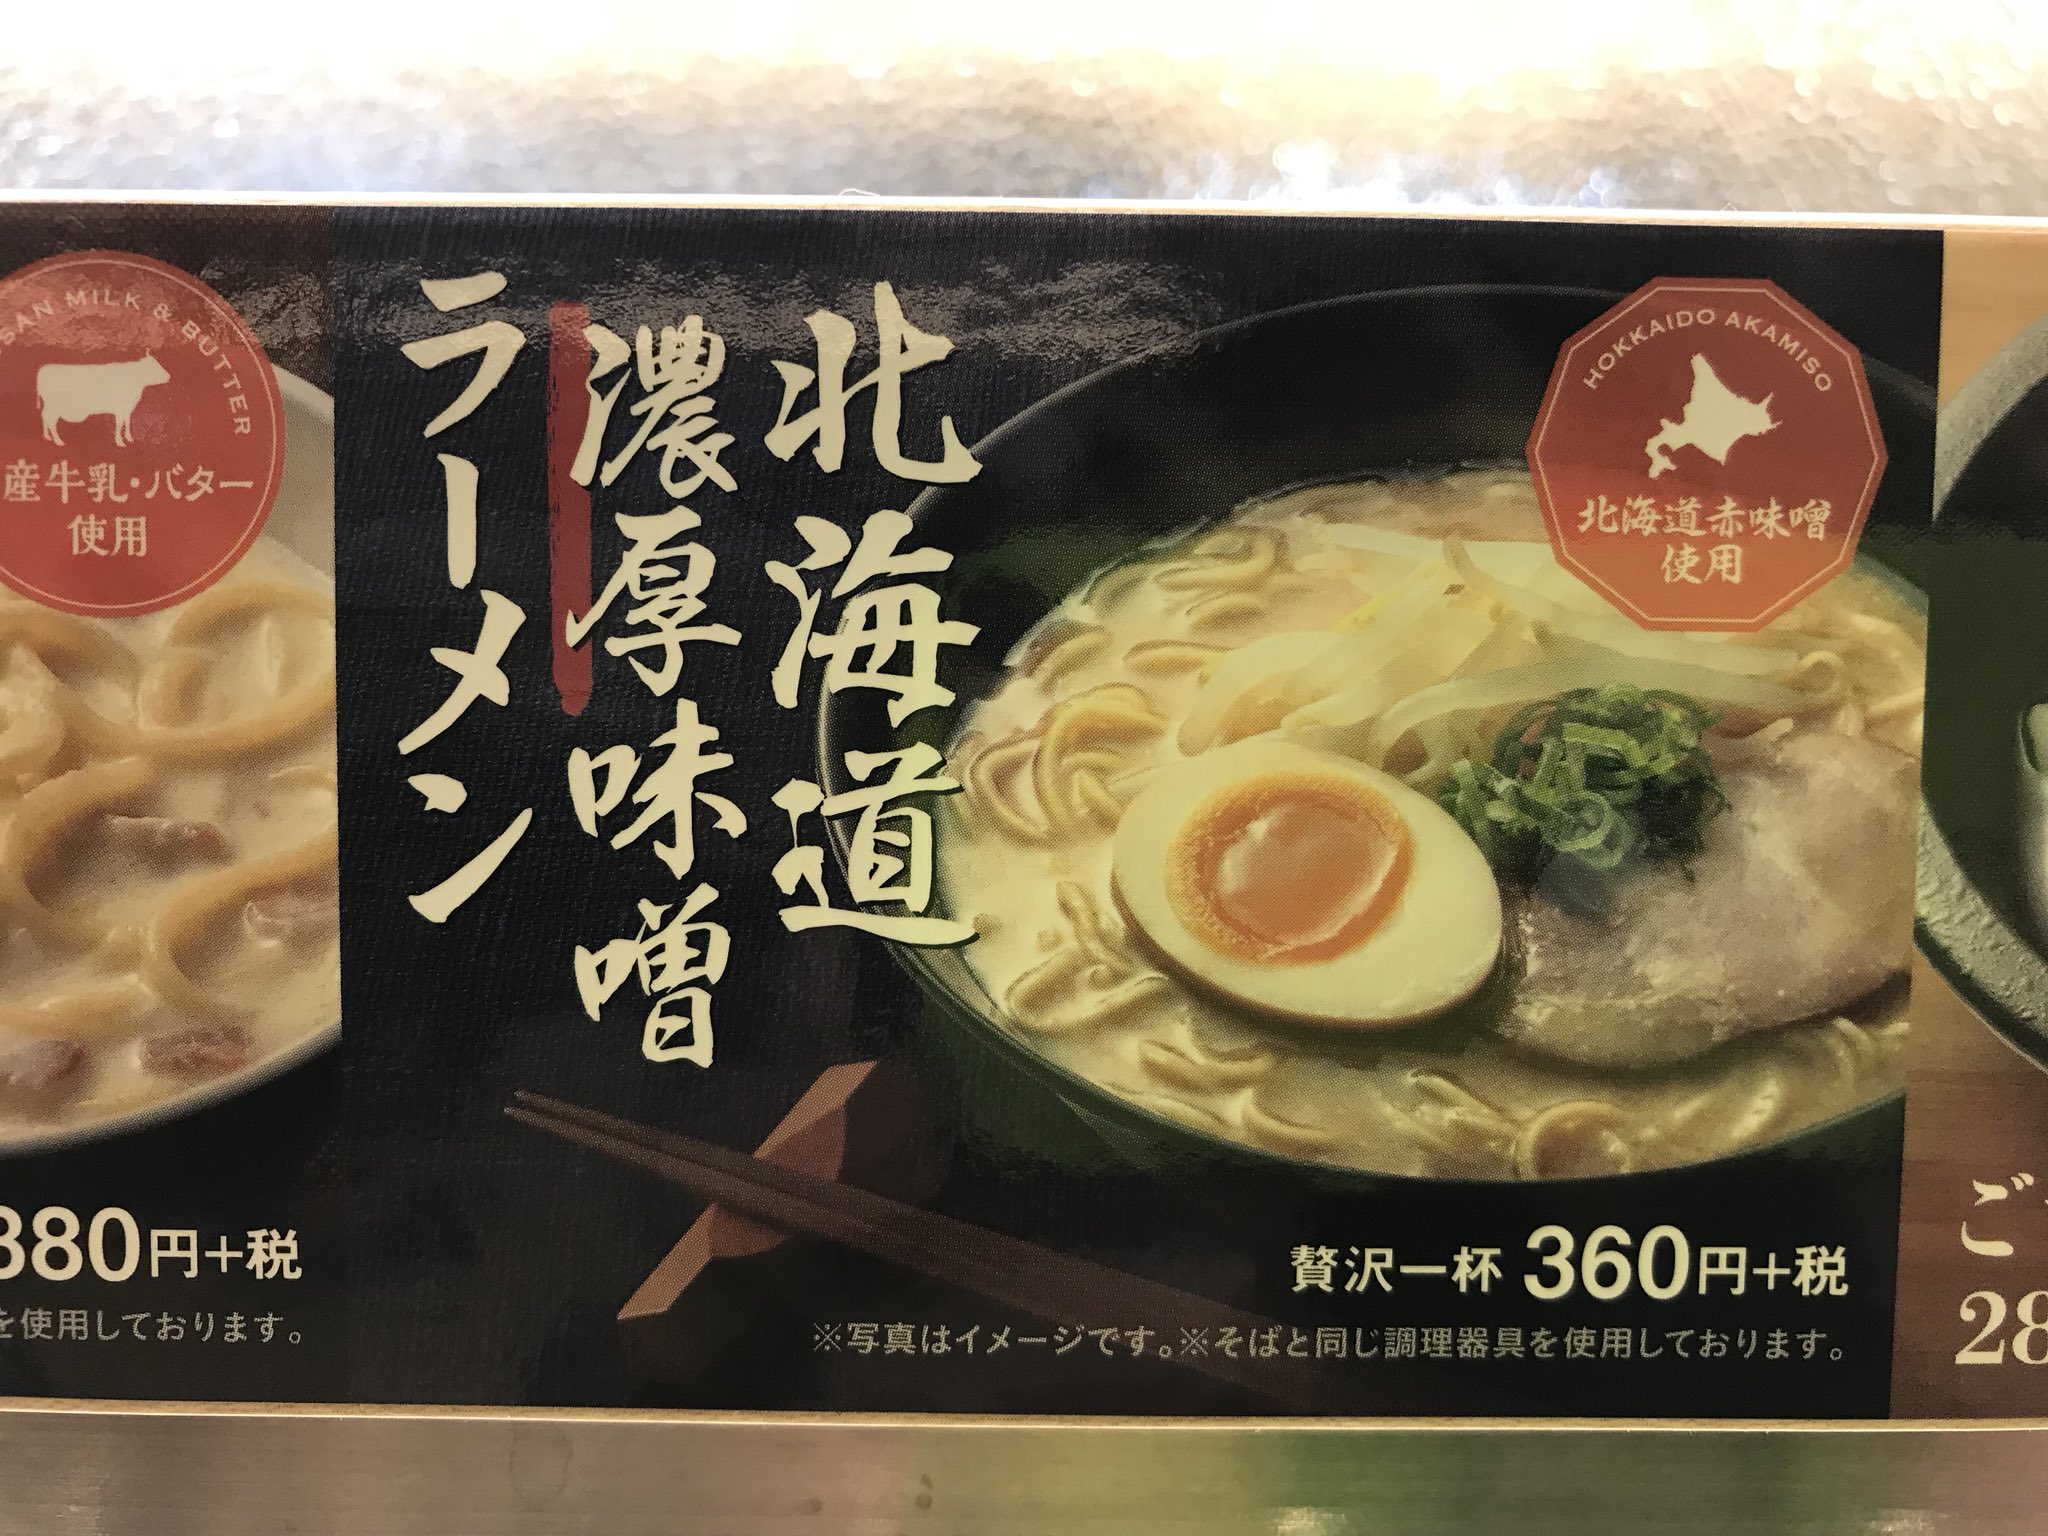 SAN MILK & BUTTER
産牛乳・バター
使用
380円+税
を使用しております。
北海道
濃厚味噌
ラーメン
HOKKAIDO AKAMISO
北海道赤味噌
使用
贅沢一杯 360円+税
※写真はイメージです。※そばと同じ調理器具を使用しております。
ご
28